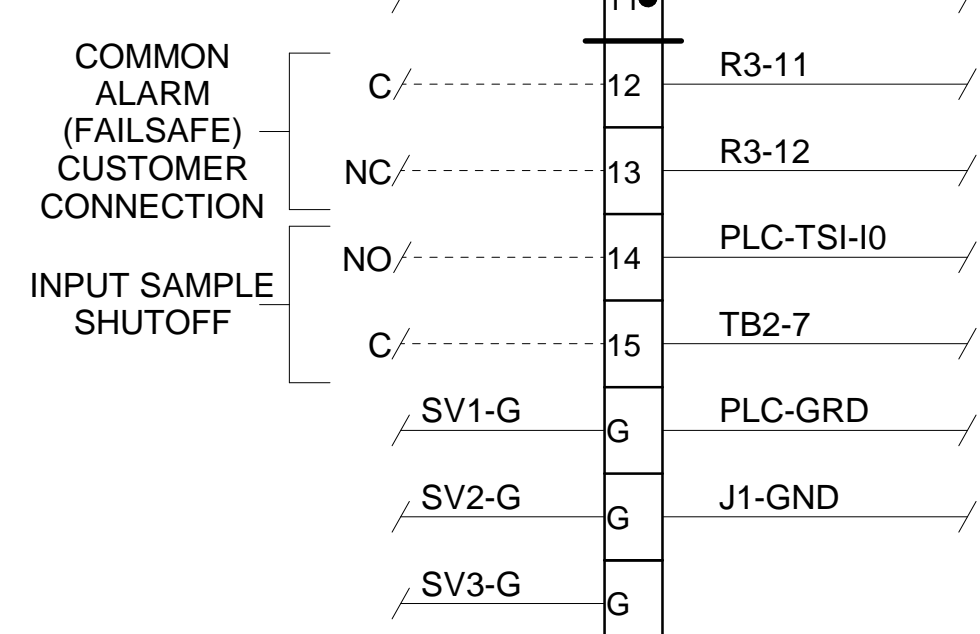 11
COMMON
ALARM
(FAILSAFE)
CUSTOMER
CONNECTION
C
12
R3-11
NC
13
R3-12
INPUT SAMPLE
SHUTOFF
NO
14
PLC-TSI-I0
C
15
TB2-7
SV1-G
G
PLC-GRD
SV2-G
G
J1-GND
SV3-G
G